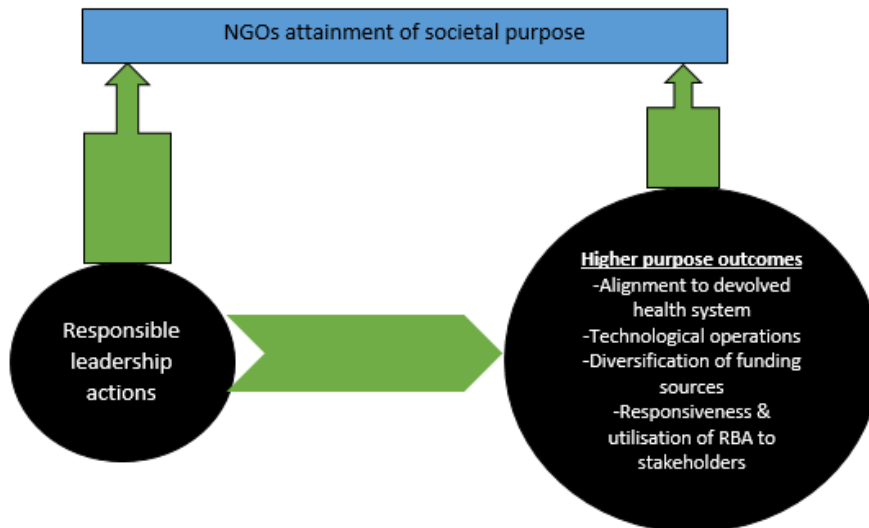 NGOs attainment of societal purpose
Responsible
leadership
actions
Higher purpose outcomes
-Alignment to devolved
health system
-Technological operations
-Diversification of funding
sources
-Responsiveness &
utilisation of RBA to
stakeholders